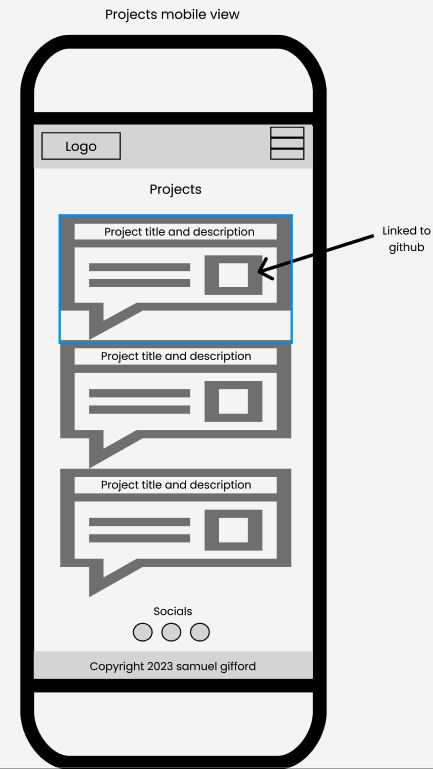 Projects mobile view
Logo
Projects
Project title and description
Linked to
github
Project title and description
Project title and description
Socials
Copyright 2023 samuel gifford